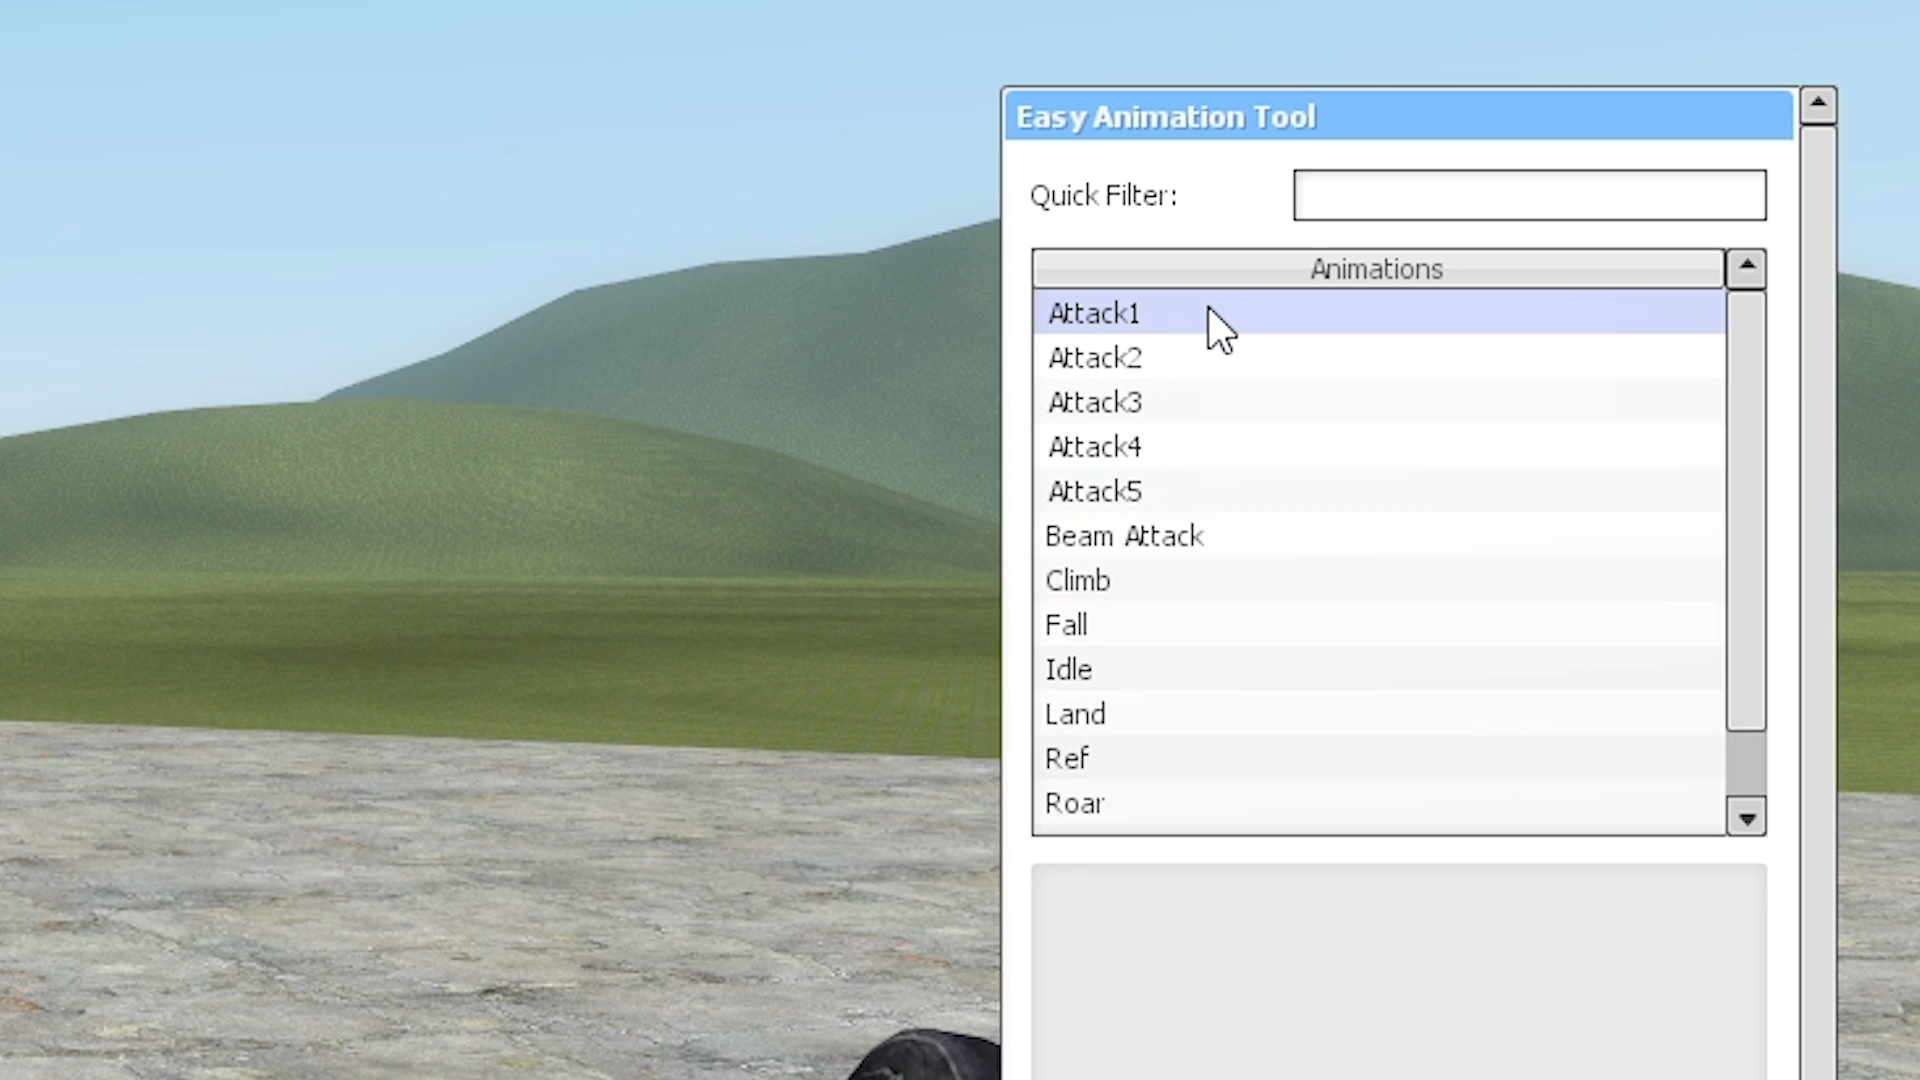 Easy Animation Tool
Quick Filter:
Animations
Attack1
Attack2
Attack3
Attack4
Attack5
Beam Attack
Climb
Fall
Idle
Land
Ref
Roar